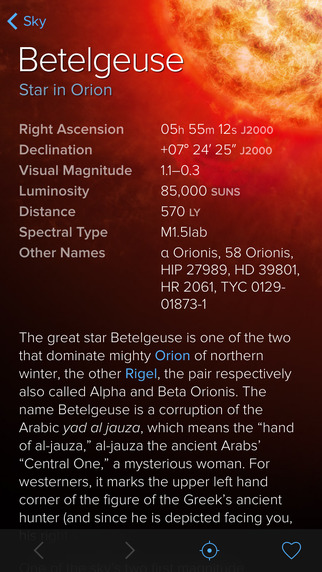 Sky
Betelgeuse
Star in Orion
Right Ascension 05h 55m 12s J2000
Declination +07° 24′ 25″ J2000
Visual Magnitude 1.1–0.3
Luminosity 85,000 SUNS
Distance 570 LY
Spectral Type M1.5Iab
Other Names α Orionis, 58 Orionis,
HIP 27989, HD 39801,
HR 2061, TYC 0129-
01873-1
The great star Betelgeuse is one of the two
that dominate mighty Orion of northern
winter, the other Rigel, the pair respectively
also called Alpha and Beta Orionis. The
name Betelgeuse is a corruption of the
Arabic yad al jauza, which means the “hand
of al-jauza,” al-jauza the ancient Arabs’
“Central One,” a mysterious woman. For
westerners, it marks the upper left hand
corner of the figure of the Greek’s ancient
hunter (and since he is depicted facing you,